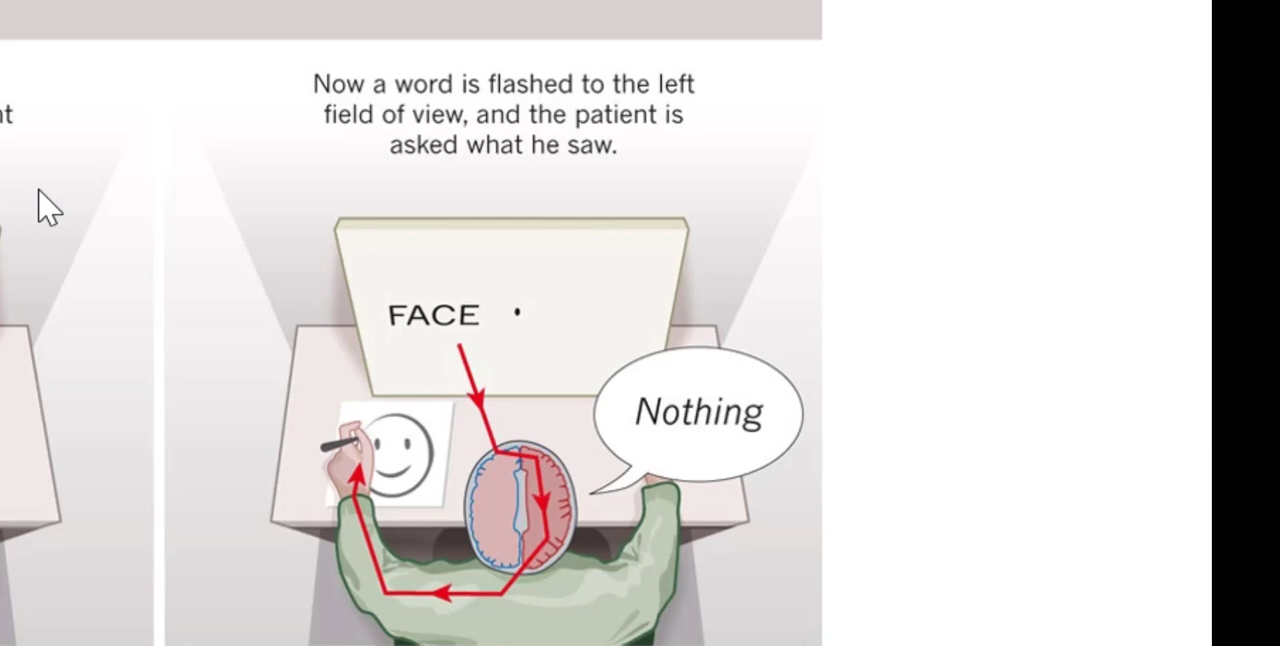 Now a word is flashed to the left
field of view, and the patient is
asked what he saw.
FACE
Nothing